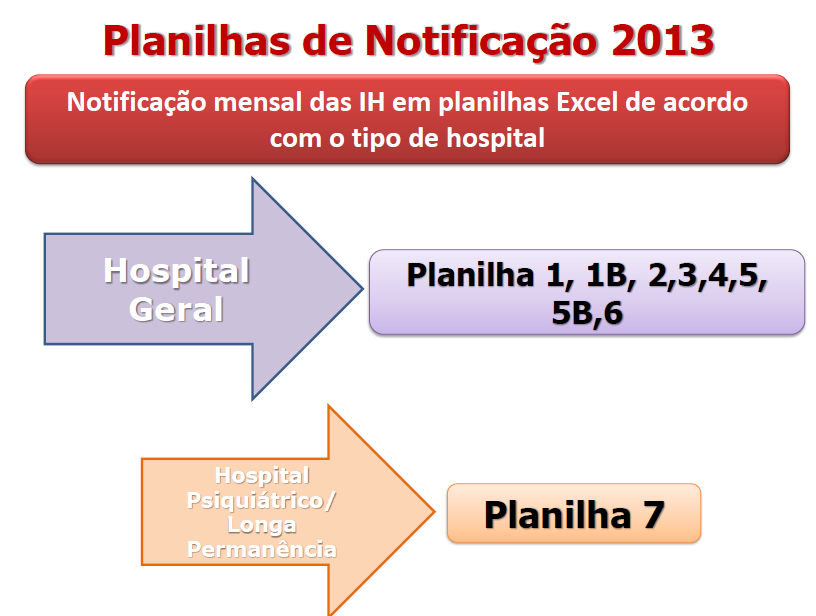 Planilhas de Notificação 2013
Notificação mensal das IH em planilhas Excel de acordo
com o tipo de hospital
Hospital
Geral
Planilha 1, 1B, 2,3,4,5,
5B,6
Hospital
Psiquiátrico/
Longa
Permanência
Planilha 7